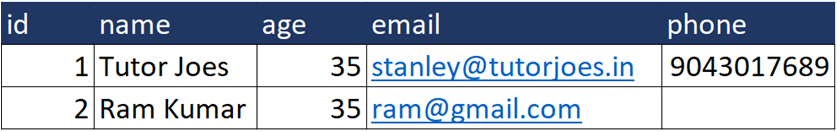 id name age email phone
1 Tutor Joes 35 stanley@tutorjoes.in 9043017689
2 Ram Kumar 35 ram@gmail.com